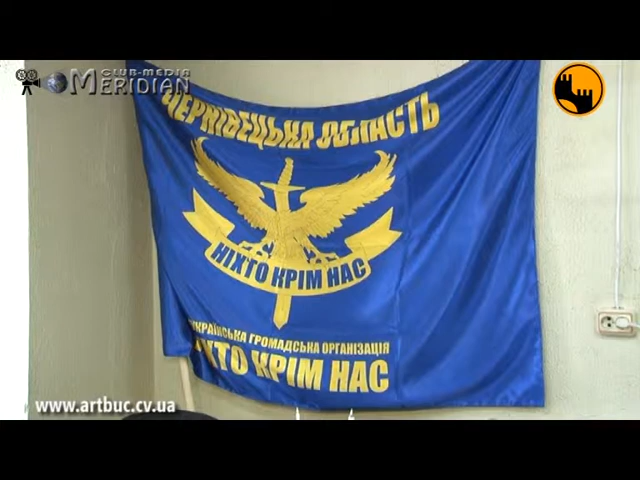 CLUB-MEDIA
MERIDIAN
ЧЕРНІВЕЦЬКА ОБЛАСТЬ
НІХТО КРІМ НАС
УКРАЇНСЬКА ГРОМАДСЬКА ОРГАНІЗАЦІЯ
НІХТО КРІМ НАС
www.artbuc.cv.ua